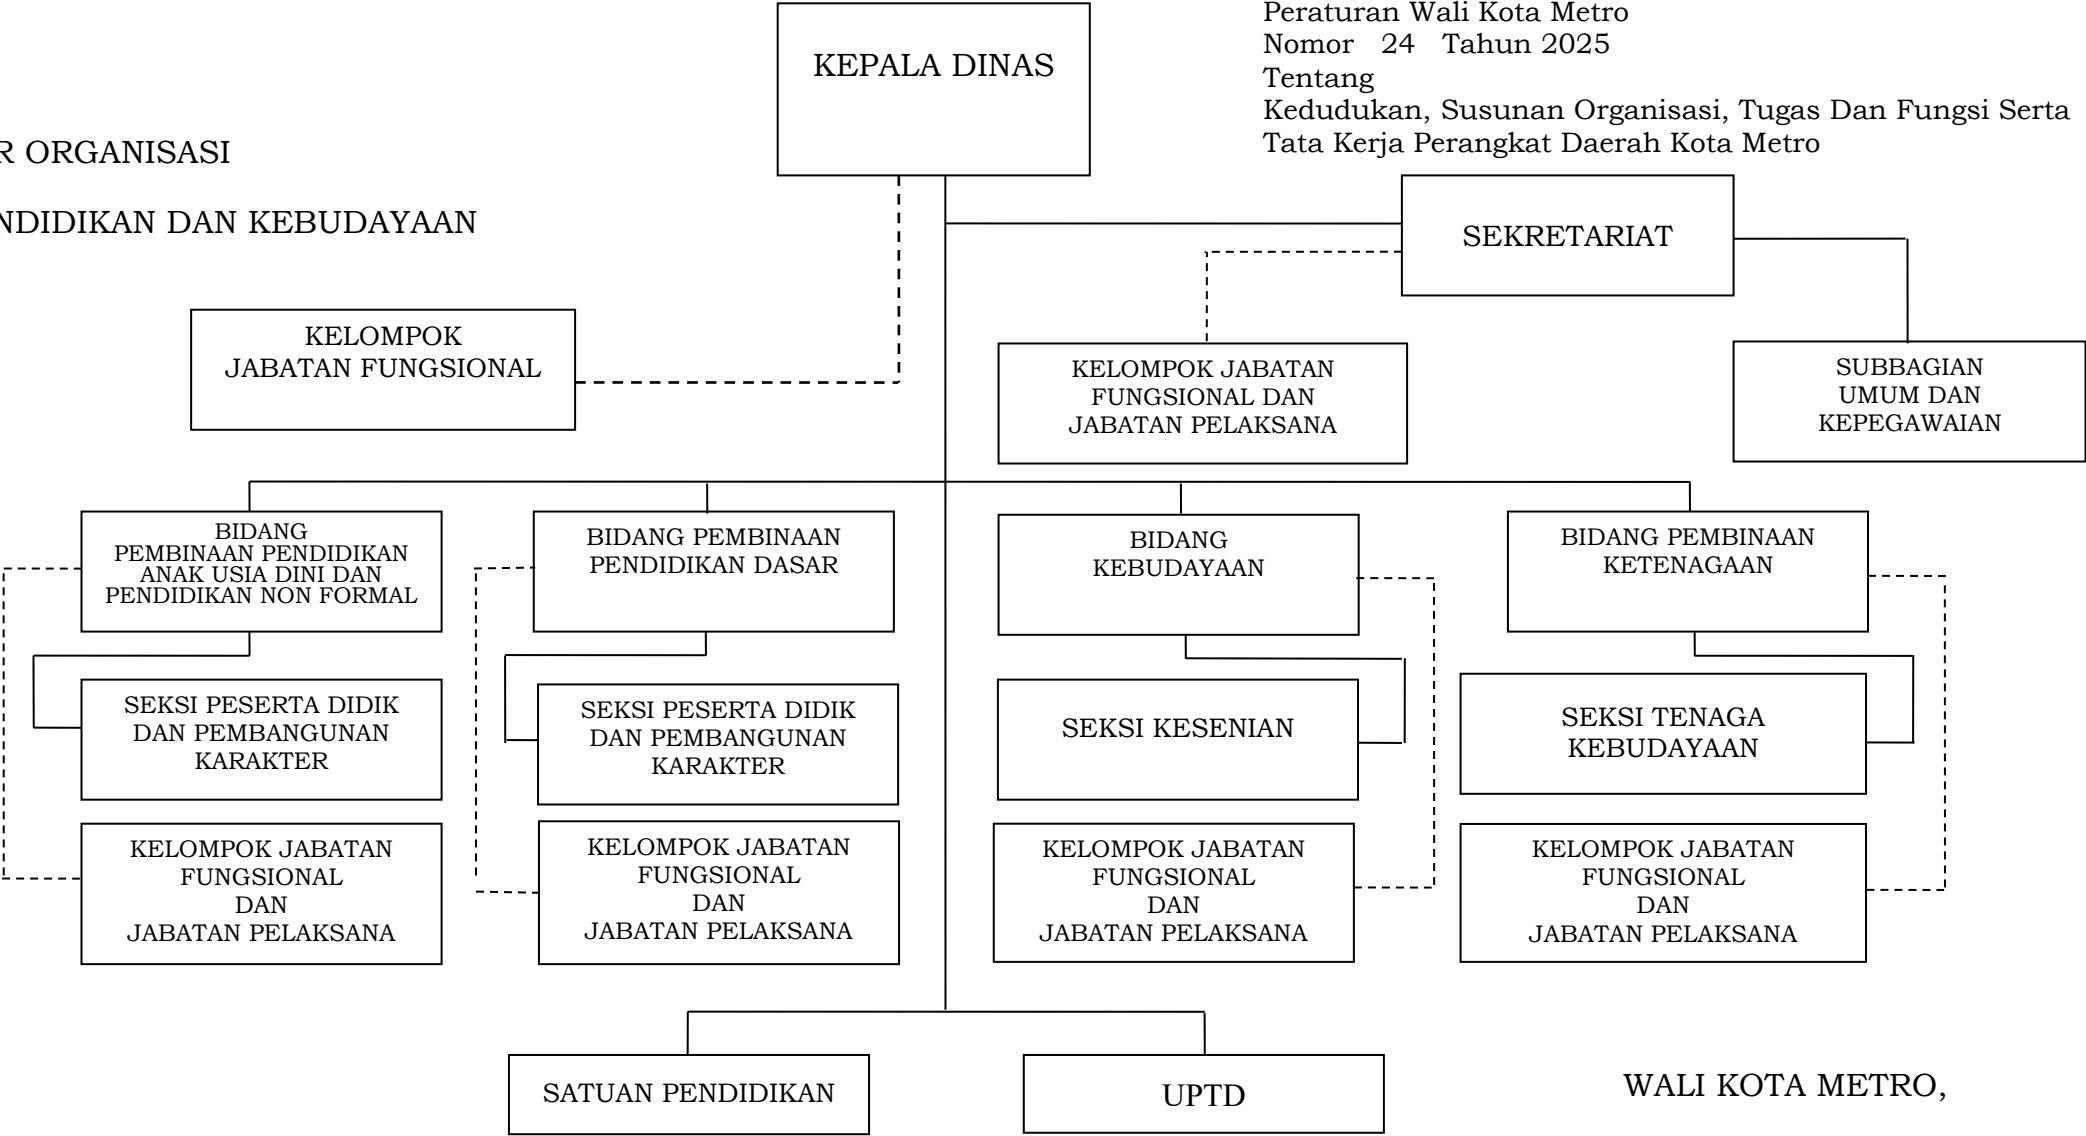 Peraturan Wali Kota Metro
Nomor 24 Tahun 2025
Tentang
Kedudukan, Susunan Organisasi, Tugas Dan Fungsi Serta
Tata Kerja Perangkat Daerah Kota Metro
KEPALA DINAS
R ORGANISASI
NDIDIKAN DAN KEBUDAYAAN
SEKRETARIAT
KELOMPOK
JABATAN FUNGSIONAL
KELOMPOK JABATAN
FUNGSIONAL DAN
JABATAN PELAKSANA
SUBBAGIAN
UMUM DAN
KEPEGAWAIAN
BIDANG
PEMBINAAN PENDIDIKAN
ANAK USIA DINI DAN
PENDIDIKAN NON FORMAL
BIDANG PEMBINAAN
PENDIDIKAN DASAR
BIDANG
KEBUDAYAAN
BIDANG PEMBINAAN
KETENAGAAN
SEKSI PESERTA DIDIK
DAN PEMBANGUNAN
KARAKTER
SEKSI PESERTA DIDIK
DAN PEMBANGUNAN
KARAKTER
SEKSI KESENIAN
SEKSI TENAGA
KEBUDAYAAN
KELOMPOK JABATAN
FUNGSIONAL
DAN
JABATAN PELAKSANA
KELOMPOK JABATAN
FUNGSIONAL
DAN
JABATAN PELAKSANA
KELOMPOK JABATAN
FUNGSIONAL
DAN
JABATAN PELAKSANA
KELOMPOK JABATAN
FUNGSIONAL
DAN
JABATAN PELAKSANA
SATUAN PENDIDIKAN
UPTD
WALI KOTA METRO,